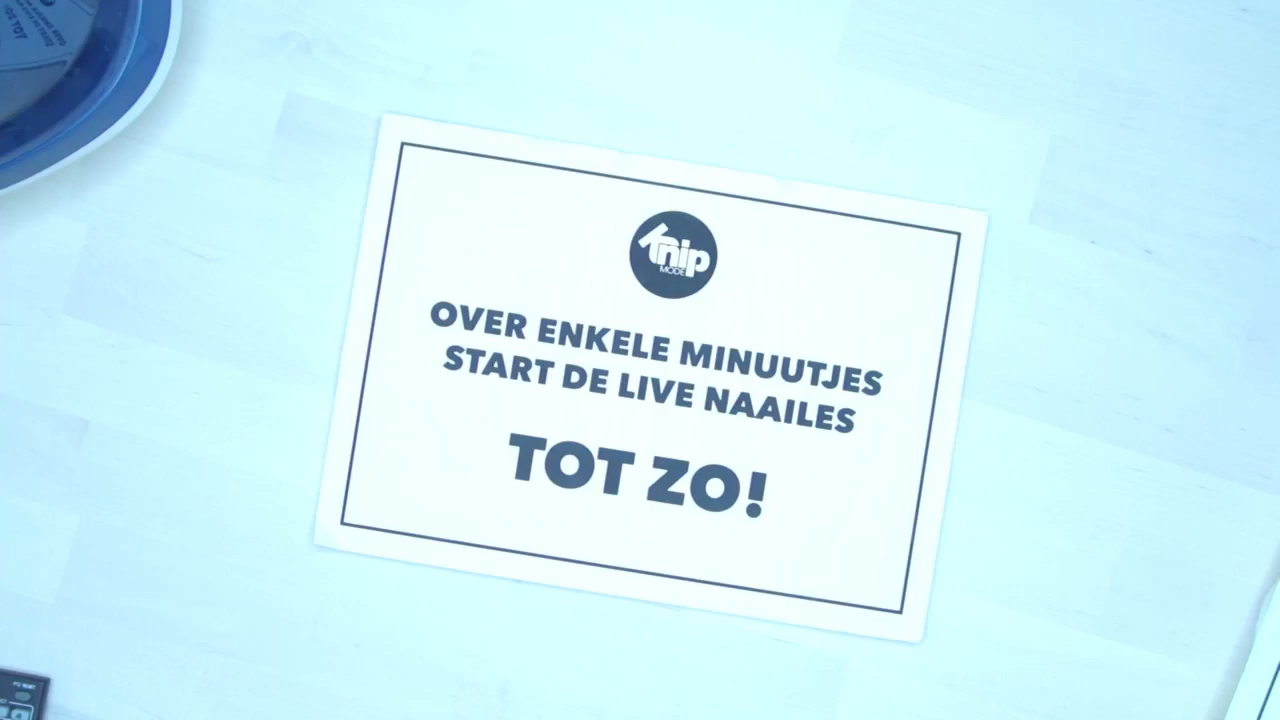 Knip
MODE
OVER ENKELE MINUUTJES
START DE LIVE NAAILES
TOT ZO!